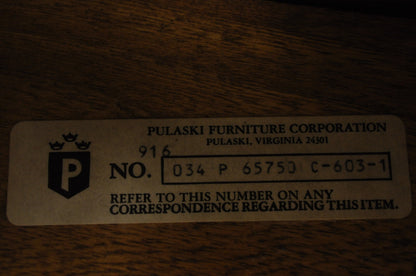 P
PULASKI FURNITURE CORPORATION
PULASKI, VIRGINIA 24301
916
NO. 034 P 65750 C-603-1
REFER TO THIS NUMBER ON ANY
CORRESPONDENCE REGARDING THIS ITEM.